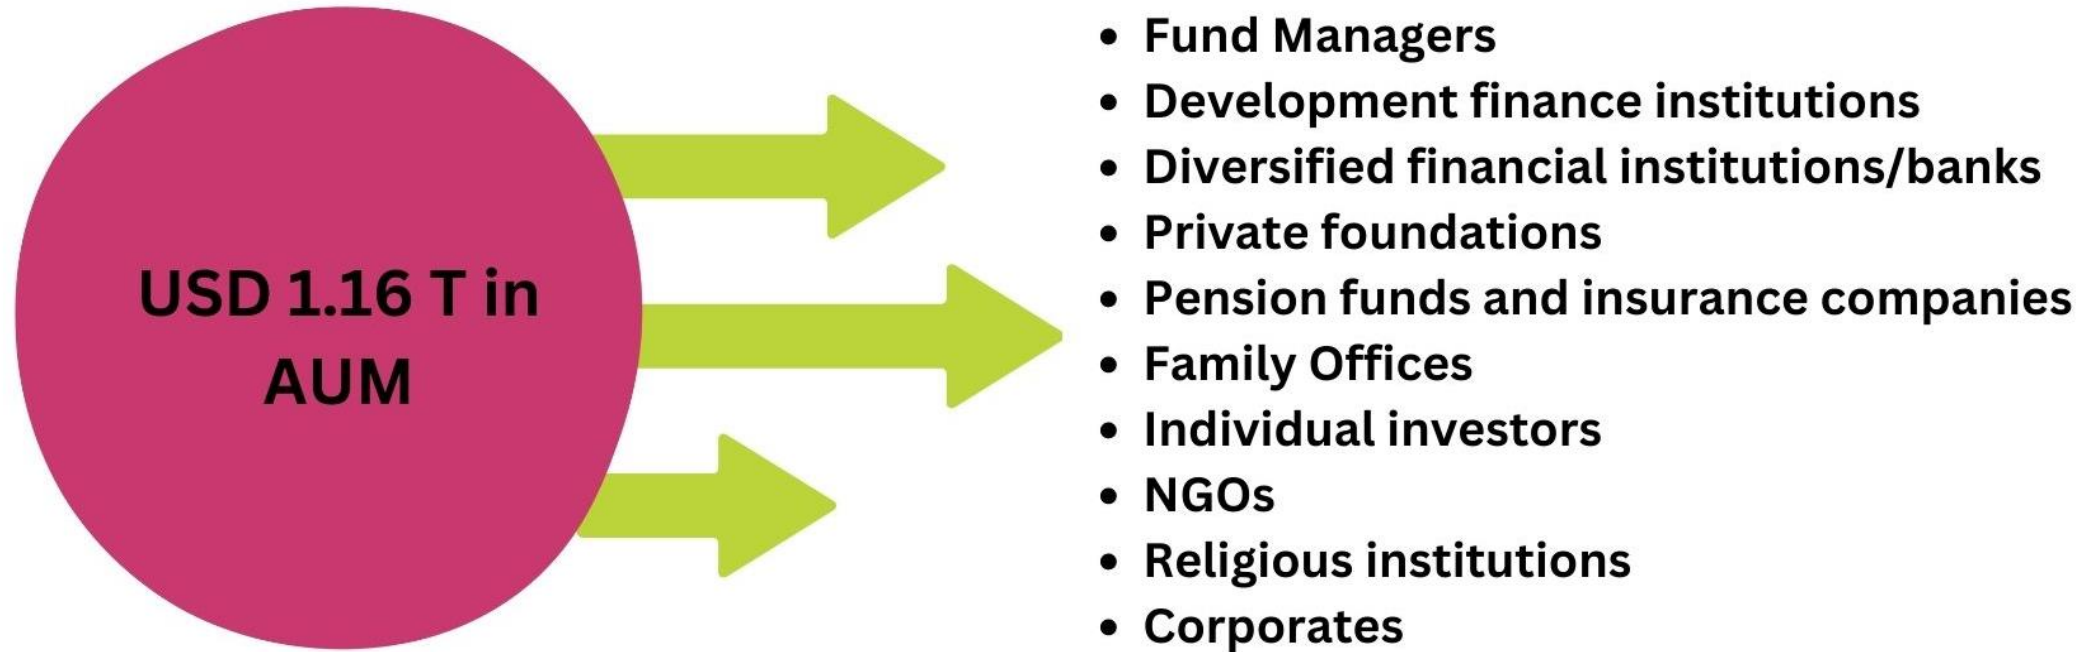 USD 1.16 T in
AUM
• Fund Managers
• Development finance institutions
• Diversified financial institutions/banks
• Private foundations
• Pension funds and insurance companies
• Family Offices
• Individual investors
• NGOs
• Religious institutions
• Corporates